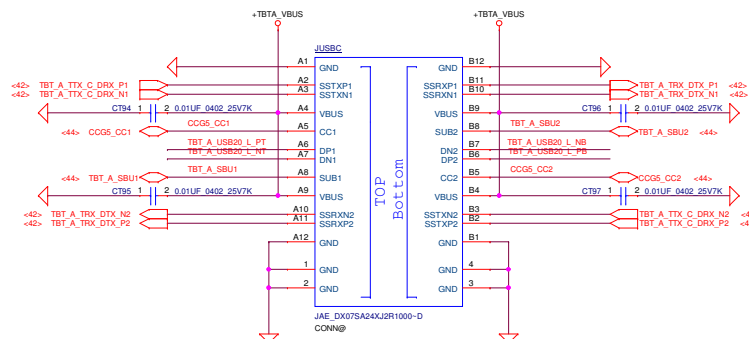 +TBTA_VBUS +TBTA_VBUS
JUSBC
A1 GND GND B12
<42> TBT_A_TTX_C_DRX_P1 A2 SSTXP1 SSRXP1 B11 TBT_A_TRX_DTX_P1 <42>
<42> TBT_A_TTX_C_DRX_N1 A3 SSTXN1 SSRXN1 B10 TBT_A_TRX_DTX_N1 <42>
CT94 1 2 0.01UF_0402_25V7K A4 VBUS VBUS B9 CT96 1 2 0.01UF_0402_25V7K
<44> CCG5_CC1 CCG5_CC1 A5 CC1 SUB2 B8 TBT_A_SBU2 TBT_A_SBU2 <44>
TBT_A_USB20_L_PT A6 DP1 DN2 B7 TBT_A_USB20_L_NB
TBT_A_USB20_L_NT A7 DN1 DP2 B6 TBT_A_USB20_L_PB
<44> TBT_A_SBU1 TBT_A_SBU1 A8 SUB1 CC2 B5 CCG5_CC2 CCG5_CC2 <44>
CT95 1 2 0.01UF_0402_25V7K A9 VBUS VBUS B4 CT97 1 2 0.01UF_0402_25V7K
<42> TBT_A_TRX_DTX_N2 A10 SSRXN2 SSTXN2 B3 TBT_A_TTX_C_DRX_N2
<42> TBT_A_TRX_DTX_P2 A11 SSRXP2 SSTXP2 B2 TBT_A_TTX_C_DRX_P2
A12 GND GND B1
1 GND GND 4
2 GND GND 3
TOP
Bottom
JAE_DX07SA24XJ2R1000~D
CONN@